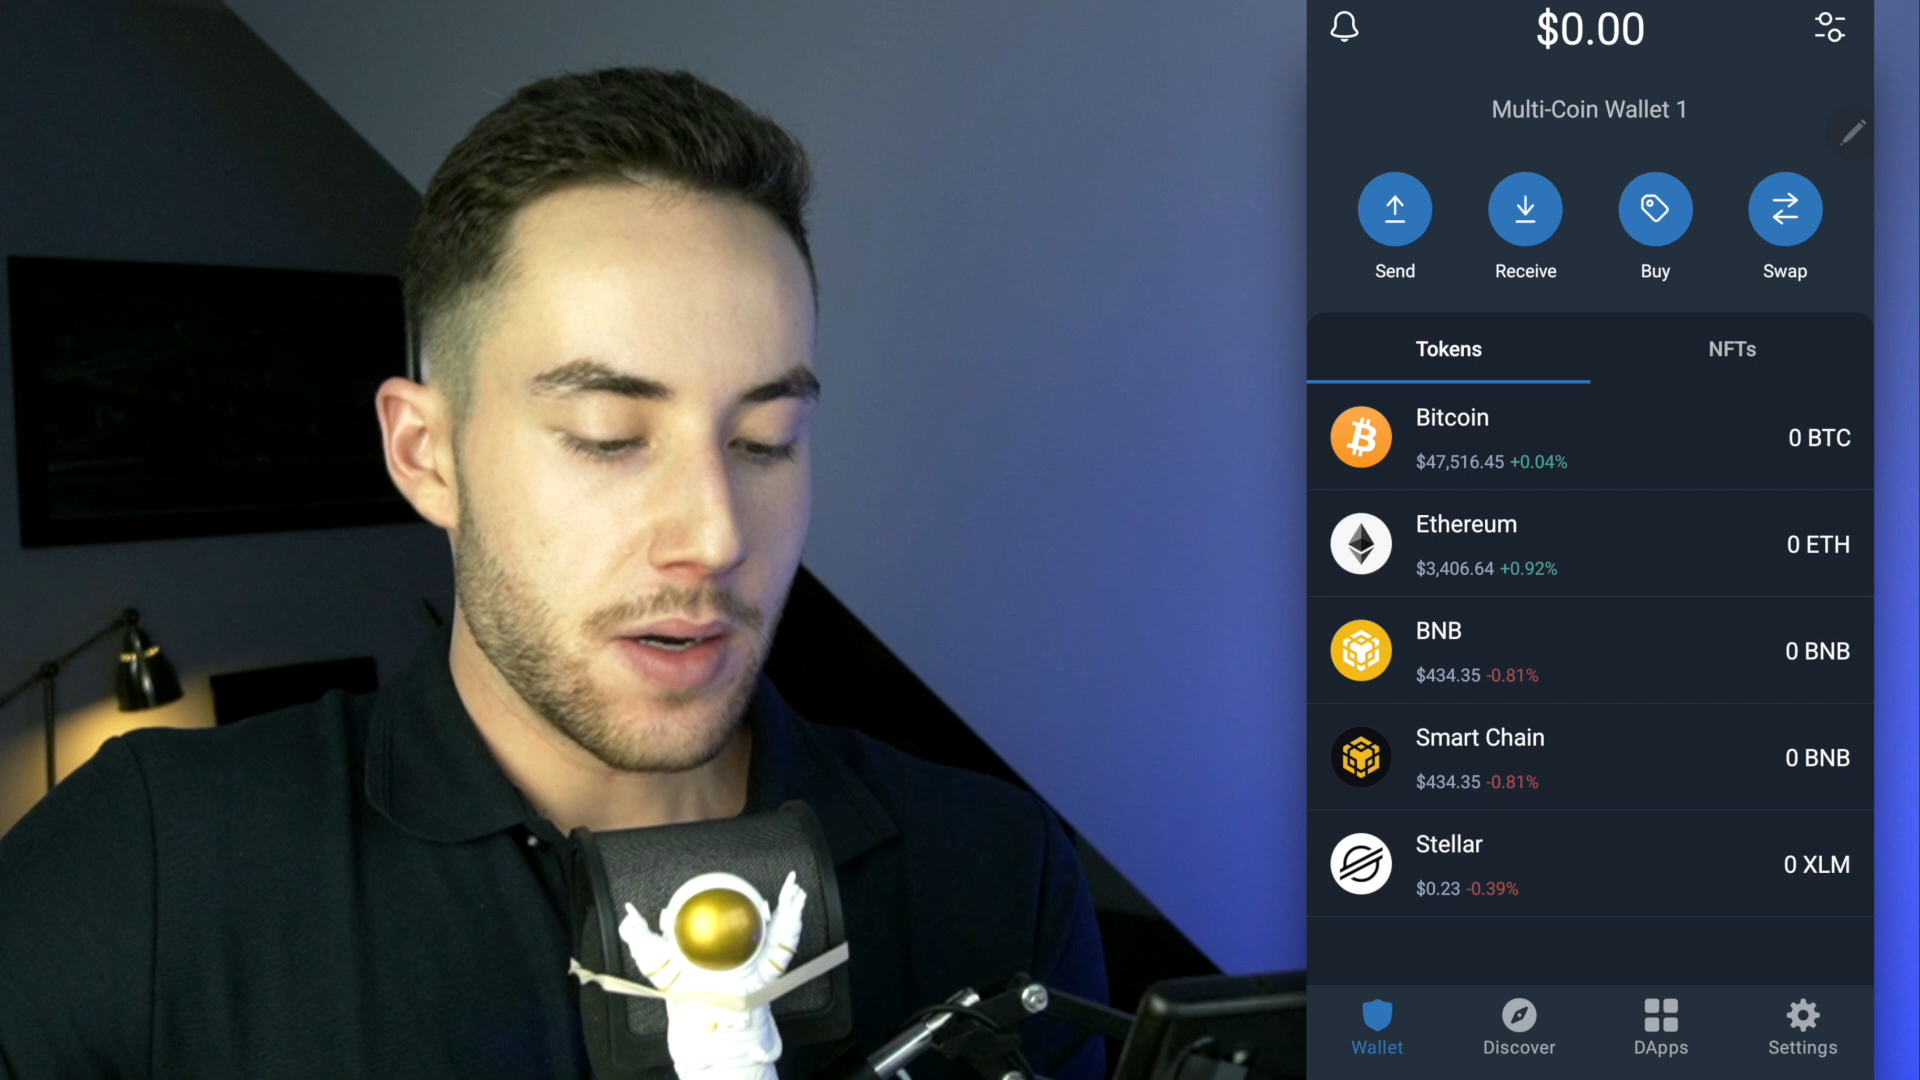 $0.00
Multi-Coin Wallet 1
Send
Receive
Buy
Swap
Tokens
NFTs
Bitcoin
$47,516.45 +0.04%
0 BTC
Ethereum
$3,406.64 +0.92%
0 ETH
BNB
$434.35 -0.81%
0 BNB
Smart Chain
$434.35 -0.81%
0 BNB
Stellar
$0.23 -0.39%
0 XLM
Wallet
Discover
DApps
Settings